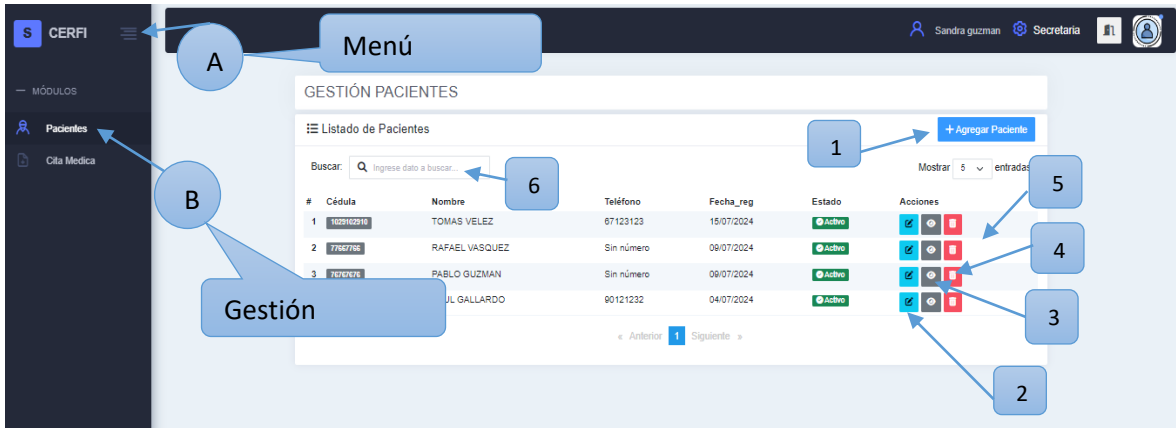 S CERFI
Sandra guzman Secretaria
A
Menú
MÓDULOS
Pacientes
Cita Medica
B
Gestión
GESTIÓN PACIENTES
Listado de Pacientes
1
+ Agregar Paciente
Buscar: Ingrese dato a buscar...
6
Mostrar 5 entradas
5
# Cédula Nombre Teléfono Fecha_reg Estado Acciones
1 1029102910 TOMAS VELEZ 67123123 15/07/2024 Activo
2 77667766 RAFAEL VASQUEZ Sin número 09/07/2024 Activo
4
3 76767676 PABLO GUZMAN Sin número 09/07/2024 Activo
GALLARDO 90121232 04/07/2024 Activo
3
« Anterior 1 Siguiente »
2